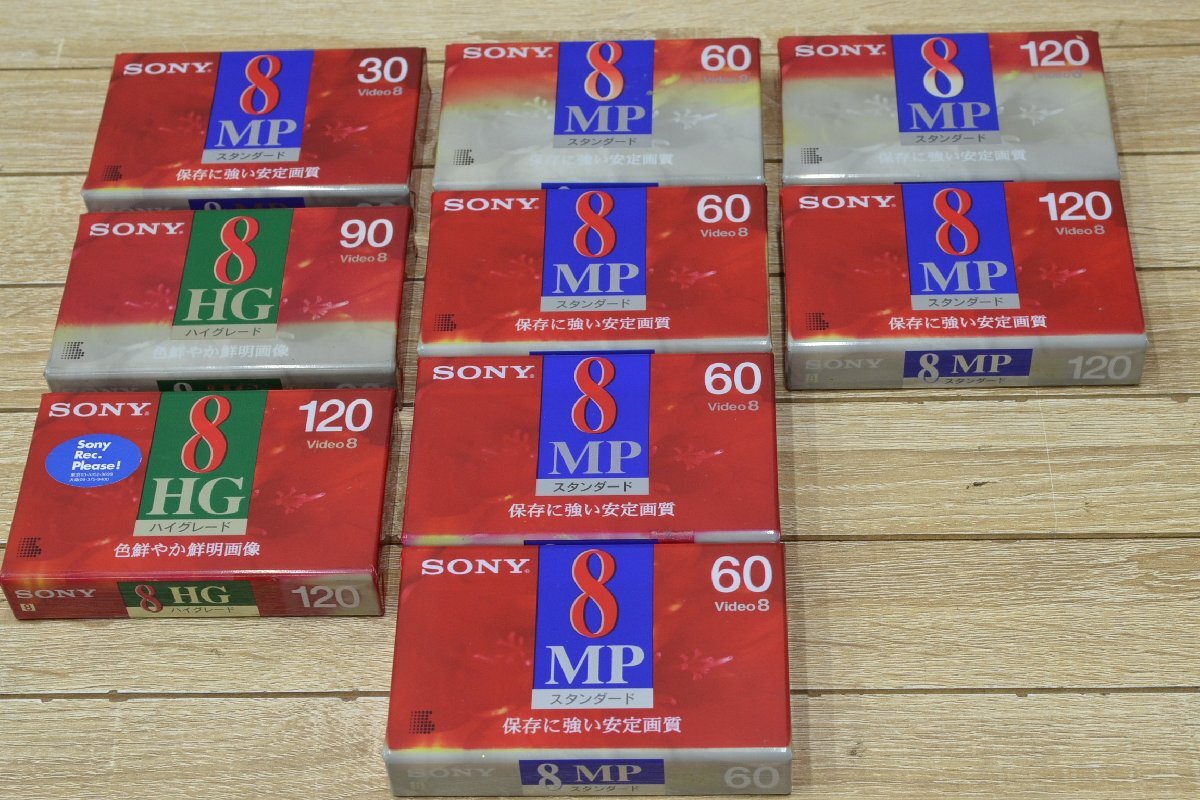 SONY
8
MP
スタンダード
30
Video 8
保存に強い安定画質
SONY
8
HG
ハイグレード
90
Video 8
色鮮やか鮮明画像
SONY
8
HG
ハイグレード
120
Video 8
Sony
Rec.
Please!
色鮮やか鮮明画像
SONY
8 HG
ハイグレード
120
SONY
8
MP
スタンダード
60
Video 8
保存に強い安定画質
SONY
8
MP
スタンダード
60
Video 8
保存に強い安定画質
SONY
8
MP
スタンダード
60
Video 8
保存に強い安定画質
SONY
8
MP
スタンダード
60
Video 8
保存に強い安定画質
SONY
8 MP
スタンダード
60
SONY
8
MP
スタンダード
120
Video 8
保存に強い安定画質
SONY
8
MP
スタンダード
120
Video 8
保存に強い安定画質
SONY
8 MP
スタンダード
120